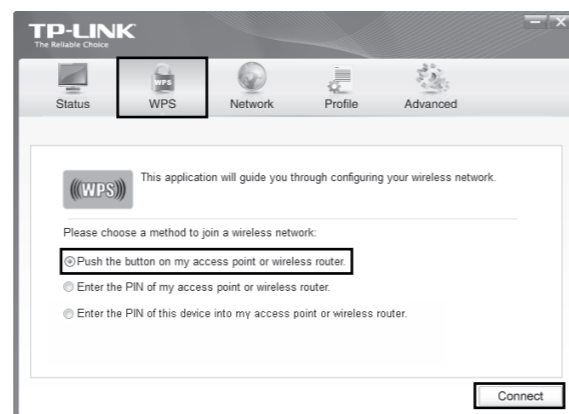 TP-LINK
The Reliable Choice
Status WPS Network Profile Advanced
WPS
(((WPS)))
This application will guide you through configuring your wireless network.
Please choose a method to join a wireless network:
Push the button on my access point or wireless router.
Enter the PIN of my access point or wireless router.
Enter the PIN of this device into my access point or wireless router.
Connect